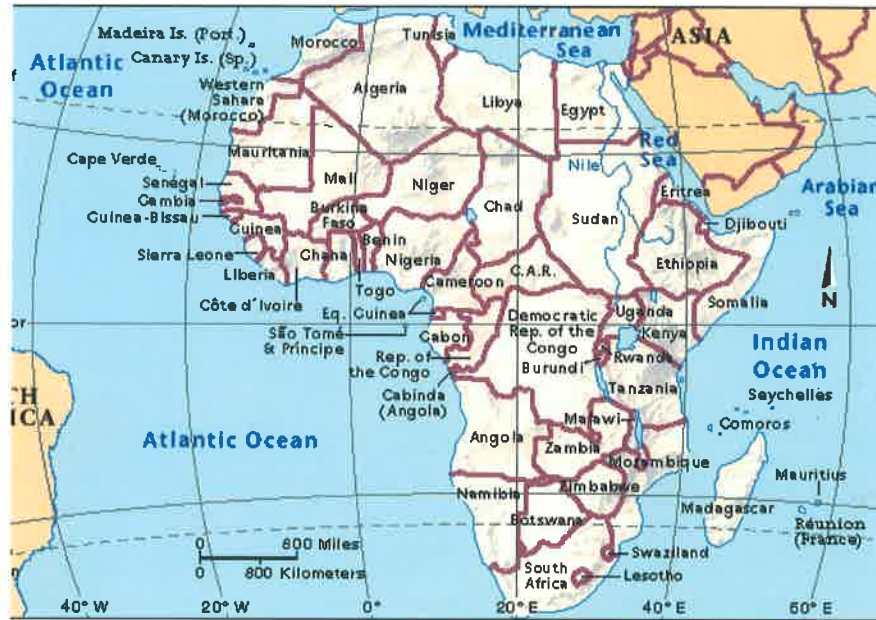 Madeira Is. (Port.)
Canary Is. (Sp.)
Atlantic
Ocean
Morocco
Tunisia
Mediterranean
Sea
ASIA
Western
Sahara
(Morocco)
Algeria
Libya
Egypt
Red
Sea
Nile
Arabian
Sea
Cape Verde
Mauritania
Mali
Niger
Chad
Sudan
Eritrea
Djibouti
Senegal
Gambia
Guinea-Bissau
Guinea
Burkina
Faso
Benin
Nigeria
Sierra Leone
Liberia
Ghana
Togo
Côte d'Ivoire
Cameroon
C.A.R.
Ethiopia
Somalia
N
Eq. Guinea
São Tomé
& Príncipe
Gabon
Rep. of
the Congo
Cabinda
(Angola)
Democratic
Rep. of the
Congo
Uganda
Kenya
Rwanda
Burundi
Tanzania
Indian
Ocean
Seychelles
Comoros
Atlantic Ocean
Angola
Malawi
Zambia
Mozambique
Zimbabwe
Namibia
Botswana
Madagascar
Mauritius
Réunion
(France)
Swaziland
Lesotho
South
Africa
0 600 Miles
0 800 Kilometers
40° W 20° W 0° 20° E 40° E 60° E